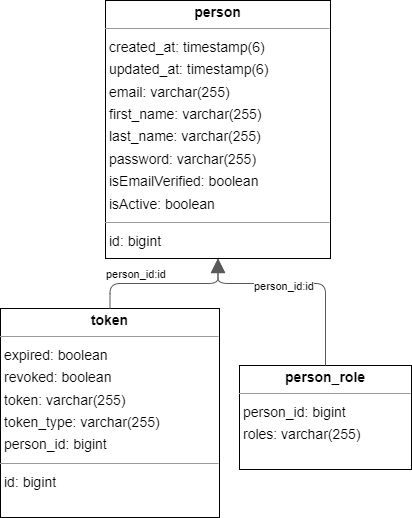 person
created_at: timestamp(6)
updated_at: timestamp(6)
email: varchar(255)
first_name: varchar(255)
last_name: varchar(255)
password: varchar(255)
isEmailVerified: boolean
isActive: boolean
id: bigint
person_id:id
person_id:id
token
expired: boolean
revoked: boolean
token: varchar(255)
token_type: varchar(255)
person_id: bigint
id: bigint
person_role
person_id: bigint
roles: varchar(255)